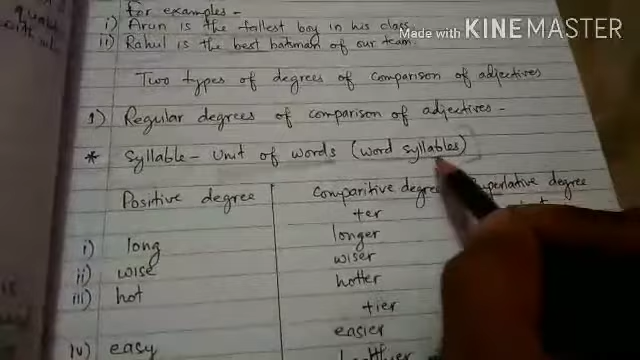 for examples -
i) Arun is the tallest boy in his class.
ii) Rahul is the best batsman of our team.
Made with KINEMASTER
Two types of degrees of comparison of adjectives
1) Regular degrees of comparison of adjectives -
* Syllable - Unit of words (word syllables)
Positive degree Comparitive degree superlative degree
+er
i) long longer
ii) wise wiser
iii) hot hotter
+ier
iv) easy easier